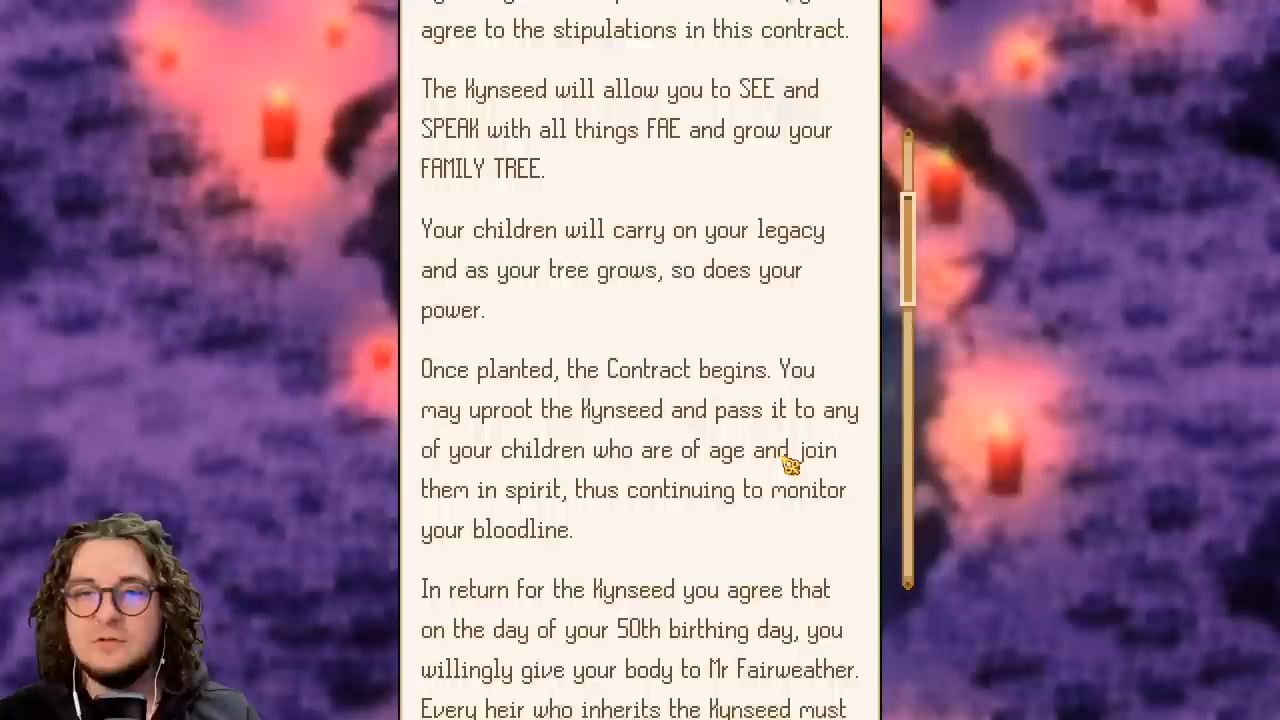 agree to the stipulations in this contract.
The Kynseed will allow you to SEE and
SPEAK with all things FAE and grow your
FAMILY TREE.
Your children will carry on your legacy
and as your tree grows, so does your
power.
Once planted, the Contract begins. You
may uproot the Kynseed and pass it to any
of your children who are of age and join
them in spirit, thus continuing to monitor
your bloodline.
In return for the Kynseed you agree that
on the day of your 50th birthing day, you
willingly give your body to Mr Fairweather.
Every heir who inherits the Kynseed must